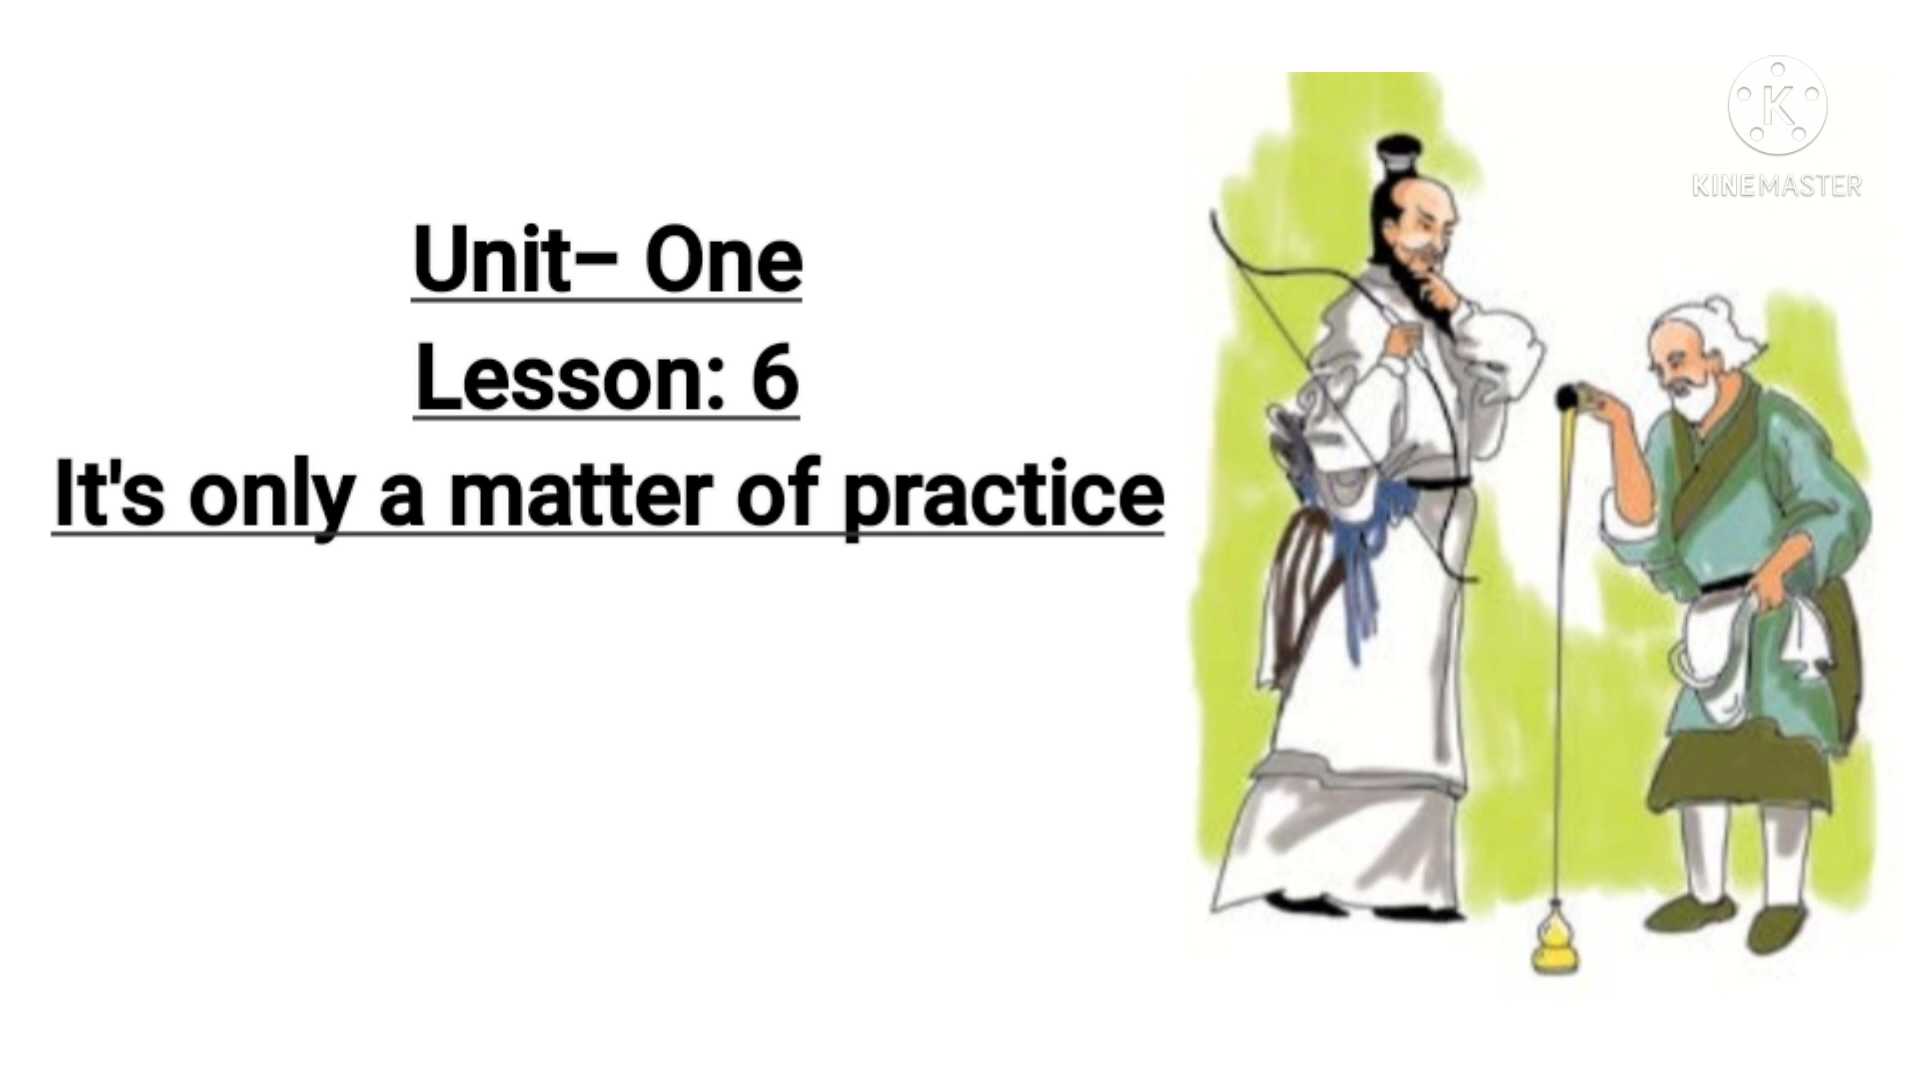 Unit– One
Lesson: 6
It's only a matter of practice
K
KINEMASTER